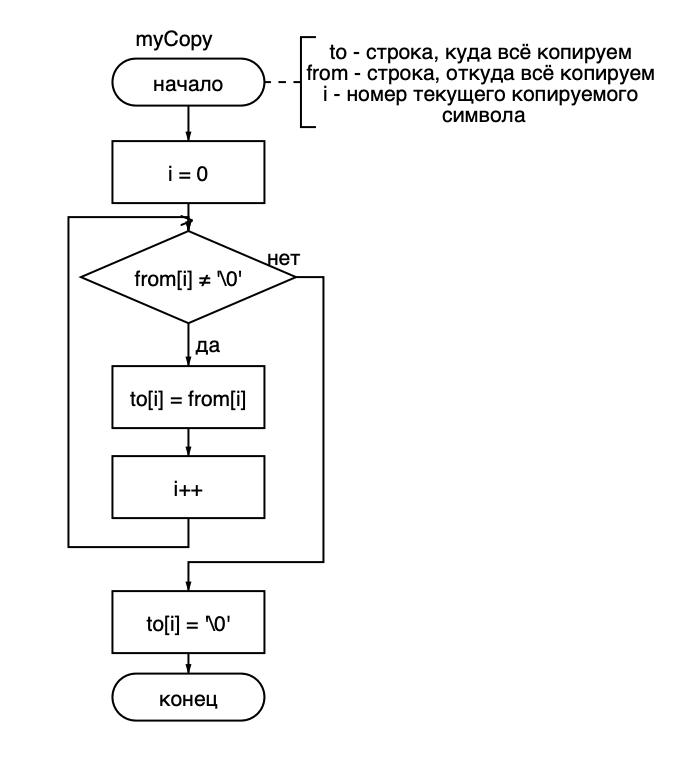 myCopy
начало
to - строка, куда всё копируем
from - строка, откуда всё копируем
i - номер текущего копируемого
символа
i = 0
from[i] ≠ '\0'
нет
да
to[i] = from[i]
i++
to[i] = '\0'
конец